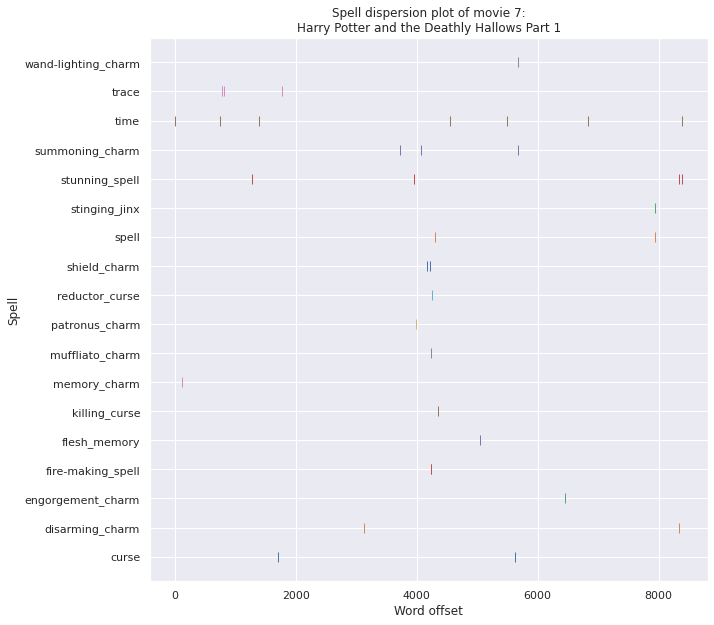 Spell dispersion plot of movie 7:
Harry Potter and the Deathly Hallows Part 1
Spell
wand-lighting_charm
trace
time
summoning_charm
stunning_spell
stinging_jinx
spell
shield_charm
reductor_curse
patronus_charm
muffliato_charm
memory_charm
killing_curse
flesh_memory
fire-making_spell
engorgement_charm
disarming_charm
curse
0 2000 4000 6000 8000
Word offset